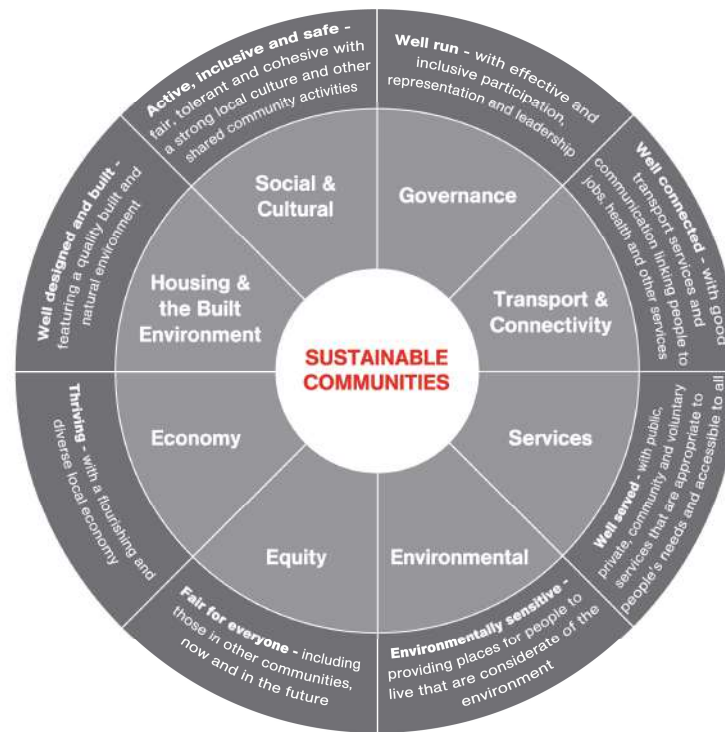 SUSTAINABLE
COMMUNITIES
Governance
Well run - with effective and
inclusive participation,
representation and leadership
Transport &
Connectivity
Well connected - with good
transport services and
communication linking people to
jobs, health and other services
Services
Well served - with public,
private, community and voluntary
services that are appropriate to
people's needs and accessible to all
Environmental
Environmentally sensitive -
providing places for people to
live that are considerate of the
environment
Equity
Fair for everyone - including
those in other communities,
now and in the future
Economy
Thriving - with a flourishing and
diverse local economy
Housing &
the Built
Environment
Well designed and built -
featuring a quality built and
natural environment
Social &
Cultural
Active, inclusive and safe -
fair, tolerant and cohesive with
a strong local culture and other
shared community activities